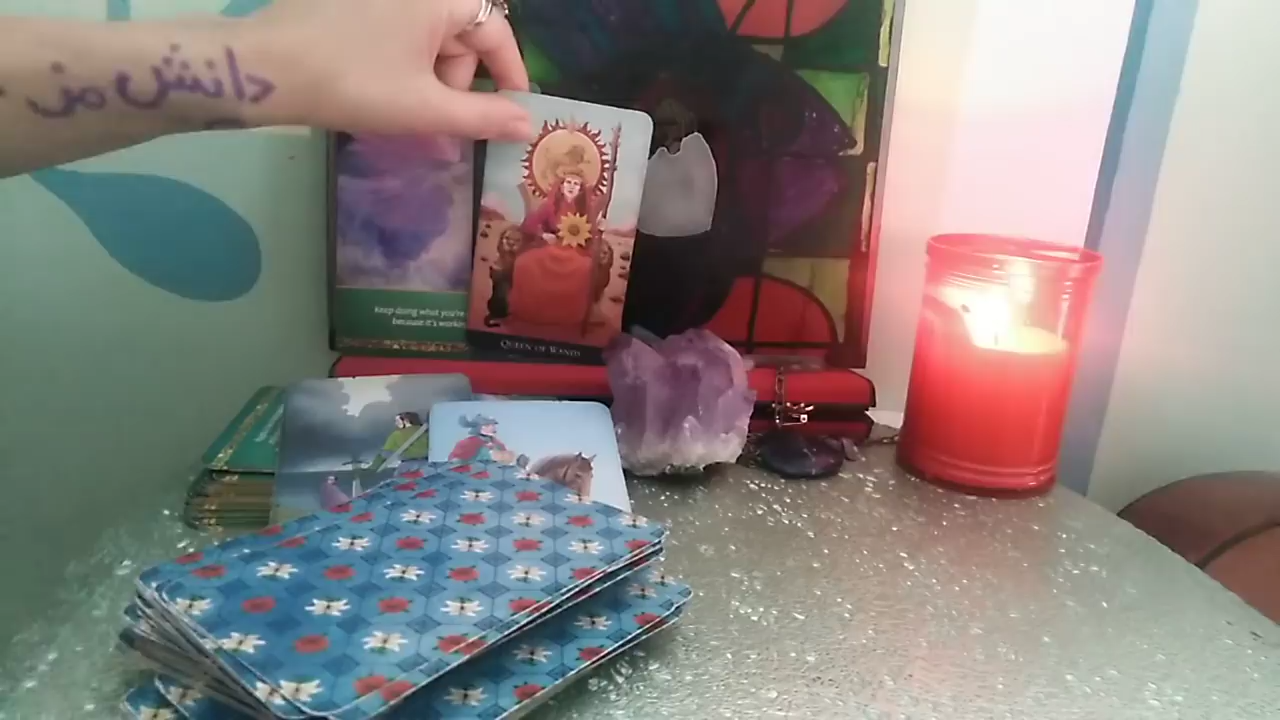 دانش من
Keep doing what you're
because it's workin
QUEEN OF WANDS